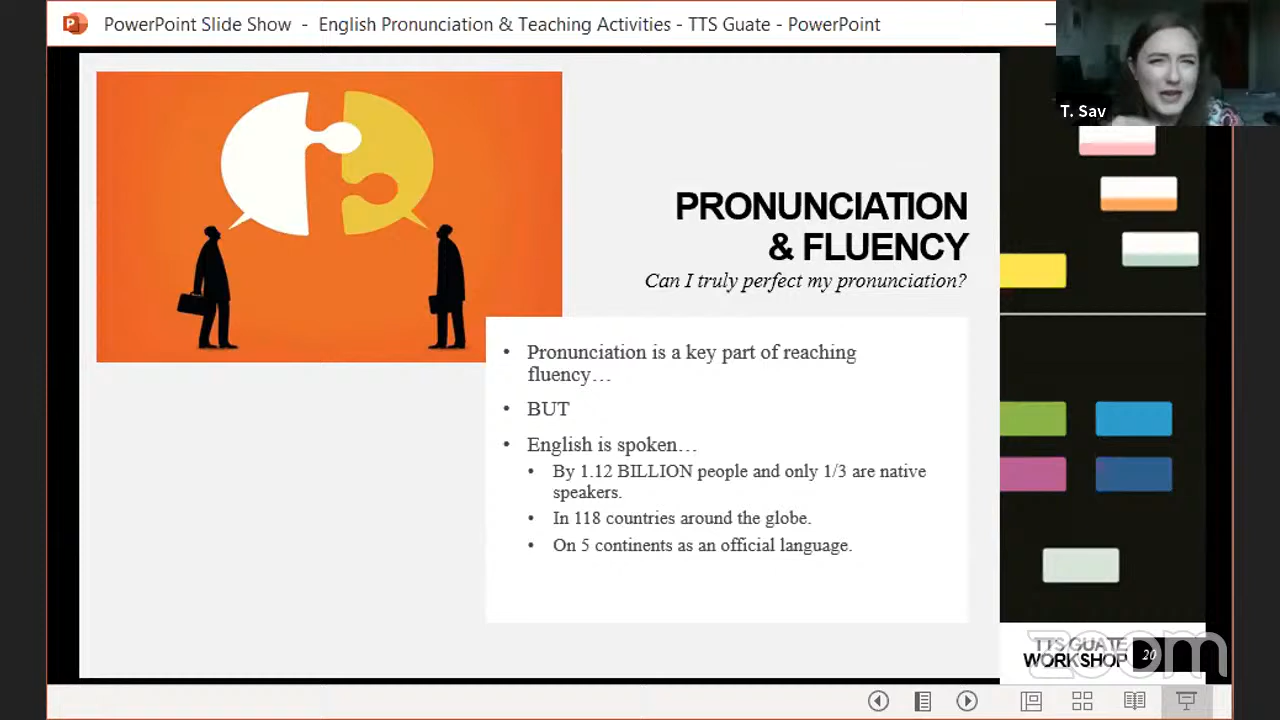 PowerPoint Slide Show - English Pronunciation & Teaching Activities - TTS Guate - PowerPoint
T. Sav
PRONUNCIATION
& FLUENCY
Can I truly perfect my pronunciation?
• Pronunciation is a key part of reaching
fluency…
• BUT
• English is spoken…
• By 1.12 BILLION people and only 1/3 are native
speakers.
• In 118 countries around the globe.
• On 5 continents as an official language.
TTS GUATE
WORKSHOP
20
zoom